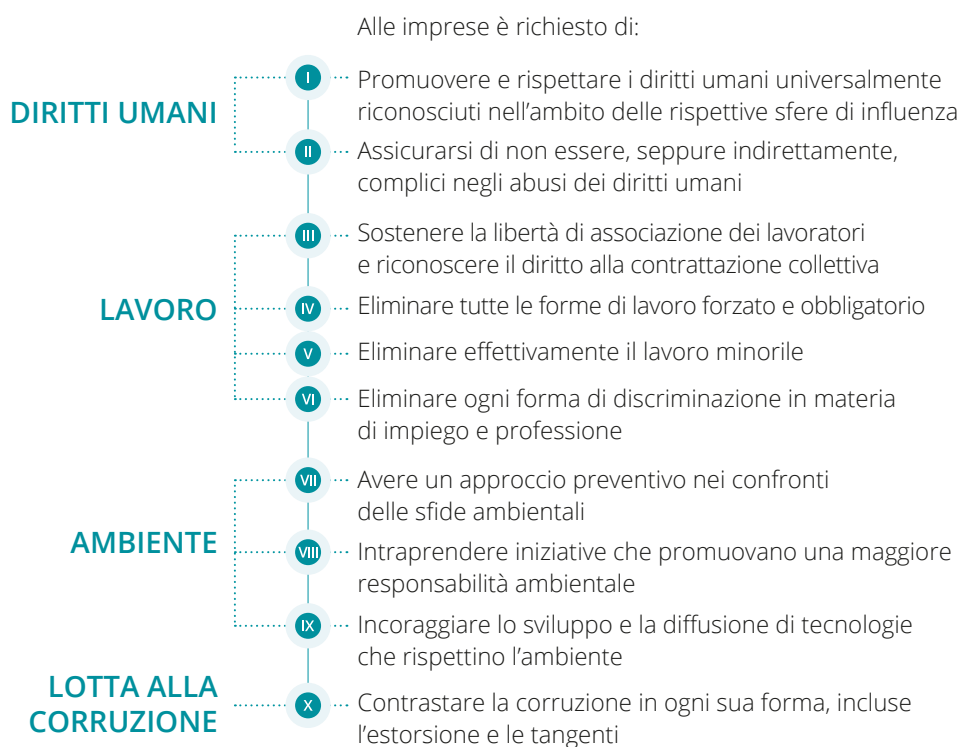 Alle imprese è richiesto di:
DIRITTI UMANI
I
Promuovere e rispettare i diritti umani universalmente
riconosciuti nell’ambito delle rispettive sfere di influenza
II
Assicurarsi di non essere, seppure indirettamente,
complici negli abusi dei diritti umani
LAVORO
III
Sostenere la libertà di associazione dei lavoratori
e riconoscere il diritto alla contrattazione collettiva
IV
Eliminare tutte le forme di lavoro forzato e obbligatorio
V
Eliminare effettivamente il lavoro minorile
VI
Eliminare ogni forma di discriminazione in materia
di impiego e professione
AMBIENTE
VII
Avere un approccio preventivo nei confronti
delle sfide ambientali
VIII
Intraprendere iniziative che promuovano una maggiore
responsabilità ambientale
IX
Incoraggiare lo sviluppo e la diffusione di tecnologie
che rispettino l’ambiente
LOTTA ALLA
CORRUZIONE
X
Contrastare la corruzione in ogni sua forma, incluse
l’estorsione e le tangenti